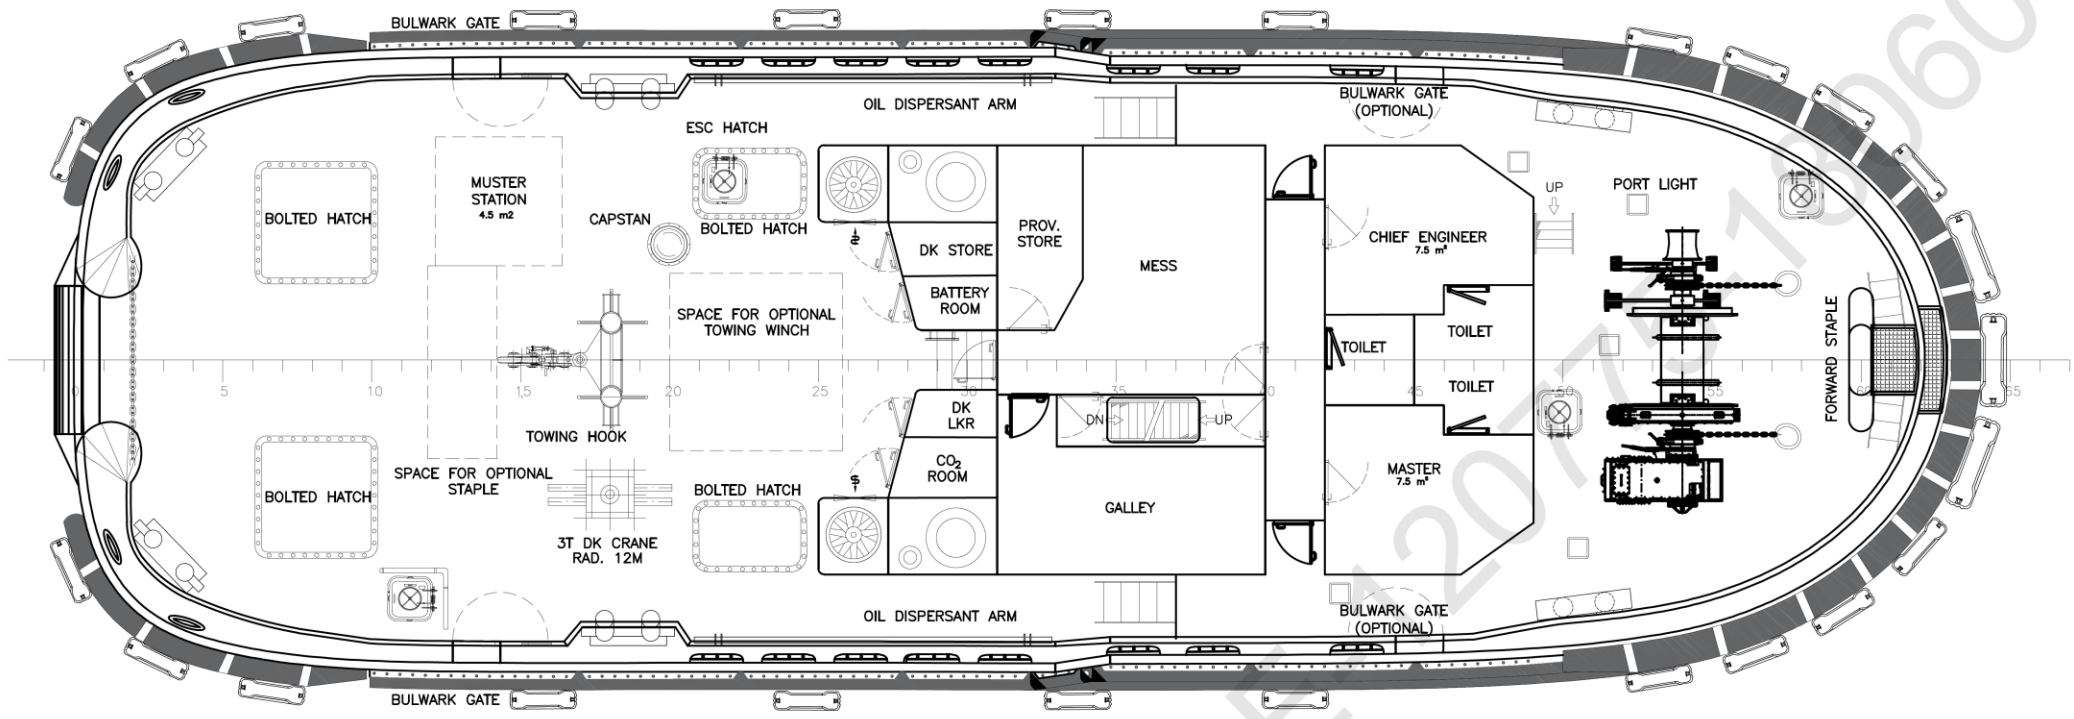 BULWARK GATE
OIL DISPERSANT ARM
BULWARK GATE
(OPTIONAL)
ESC HATCH
MUSTER
STATION
4.5 m2
BOLTED HATCH
CAPSTAN
BOLTED HATCH
DK STORE
PROV.
STORE
MESS
CHIEF ENGINEER
7.5 m²
UP
PORT LIGHT
BATTERY
ROOM
SPACE FOR OPTIONAL
TOWING WINCH
TOILET
TOILET
TOILET
FORWARD STAPLE
0
5
10
15
20
25
30
35
40
45
50
55
60
65
DK
LKR
DN
UP
TOWING HOOK
SPACE FOR OPTIONAL
STAPLE
CO₂
ROOM
MASTER
7.5 m²
BOLTED HATCH
BOLTED HATCH
GALLEY
3T DK CRANE
RAD. 12M
OIL DISPERSANT ARM
BULWARK GATE
(OPTIONAL)
BULWARK GATE